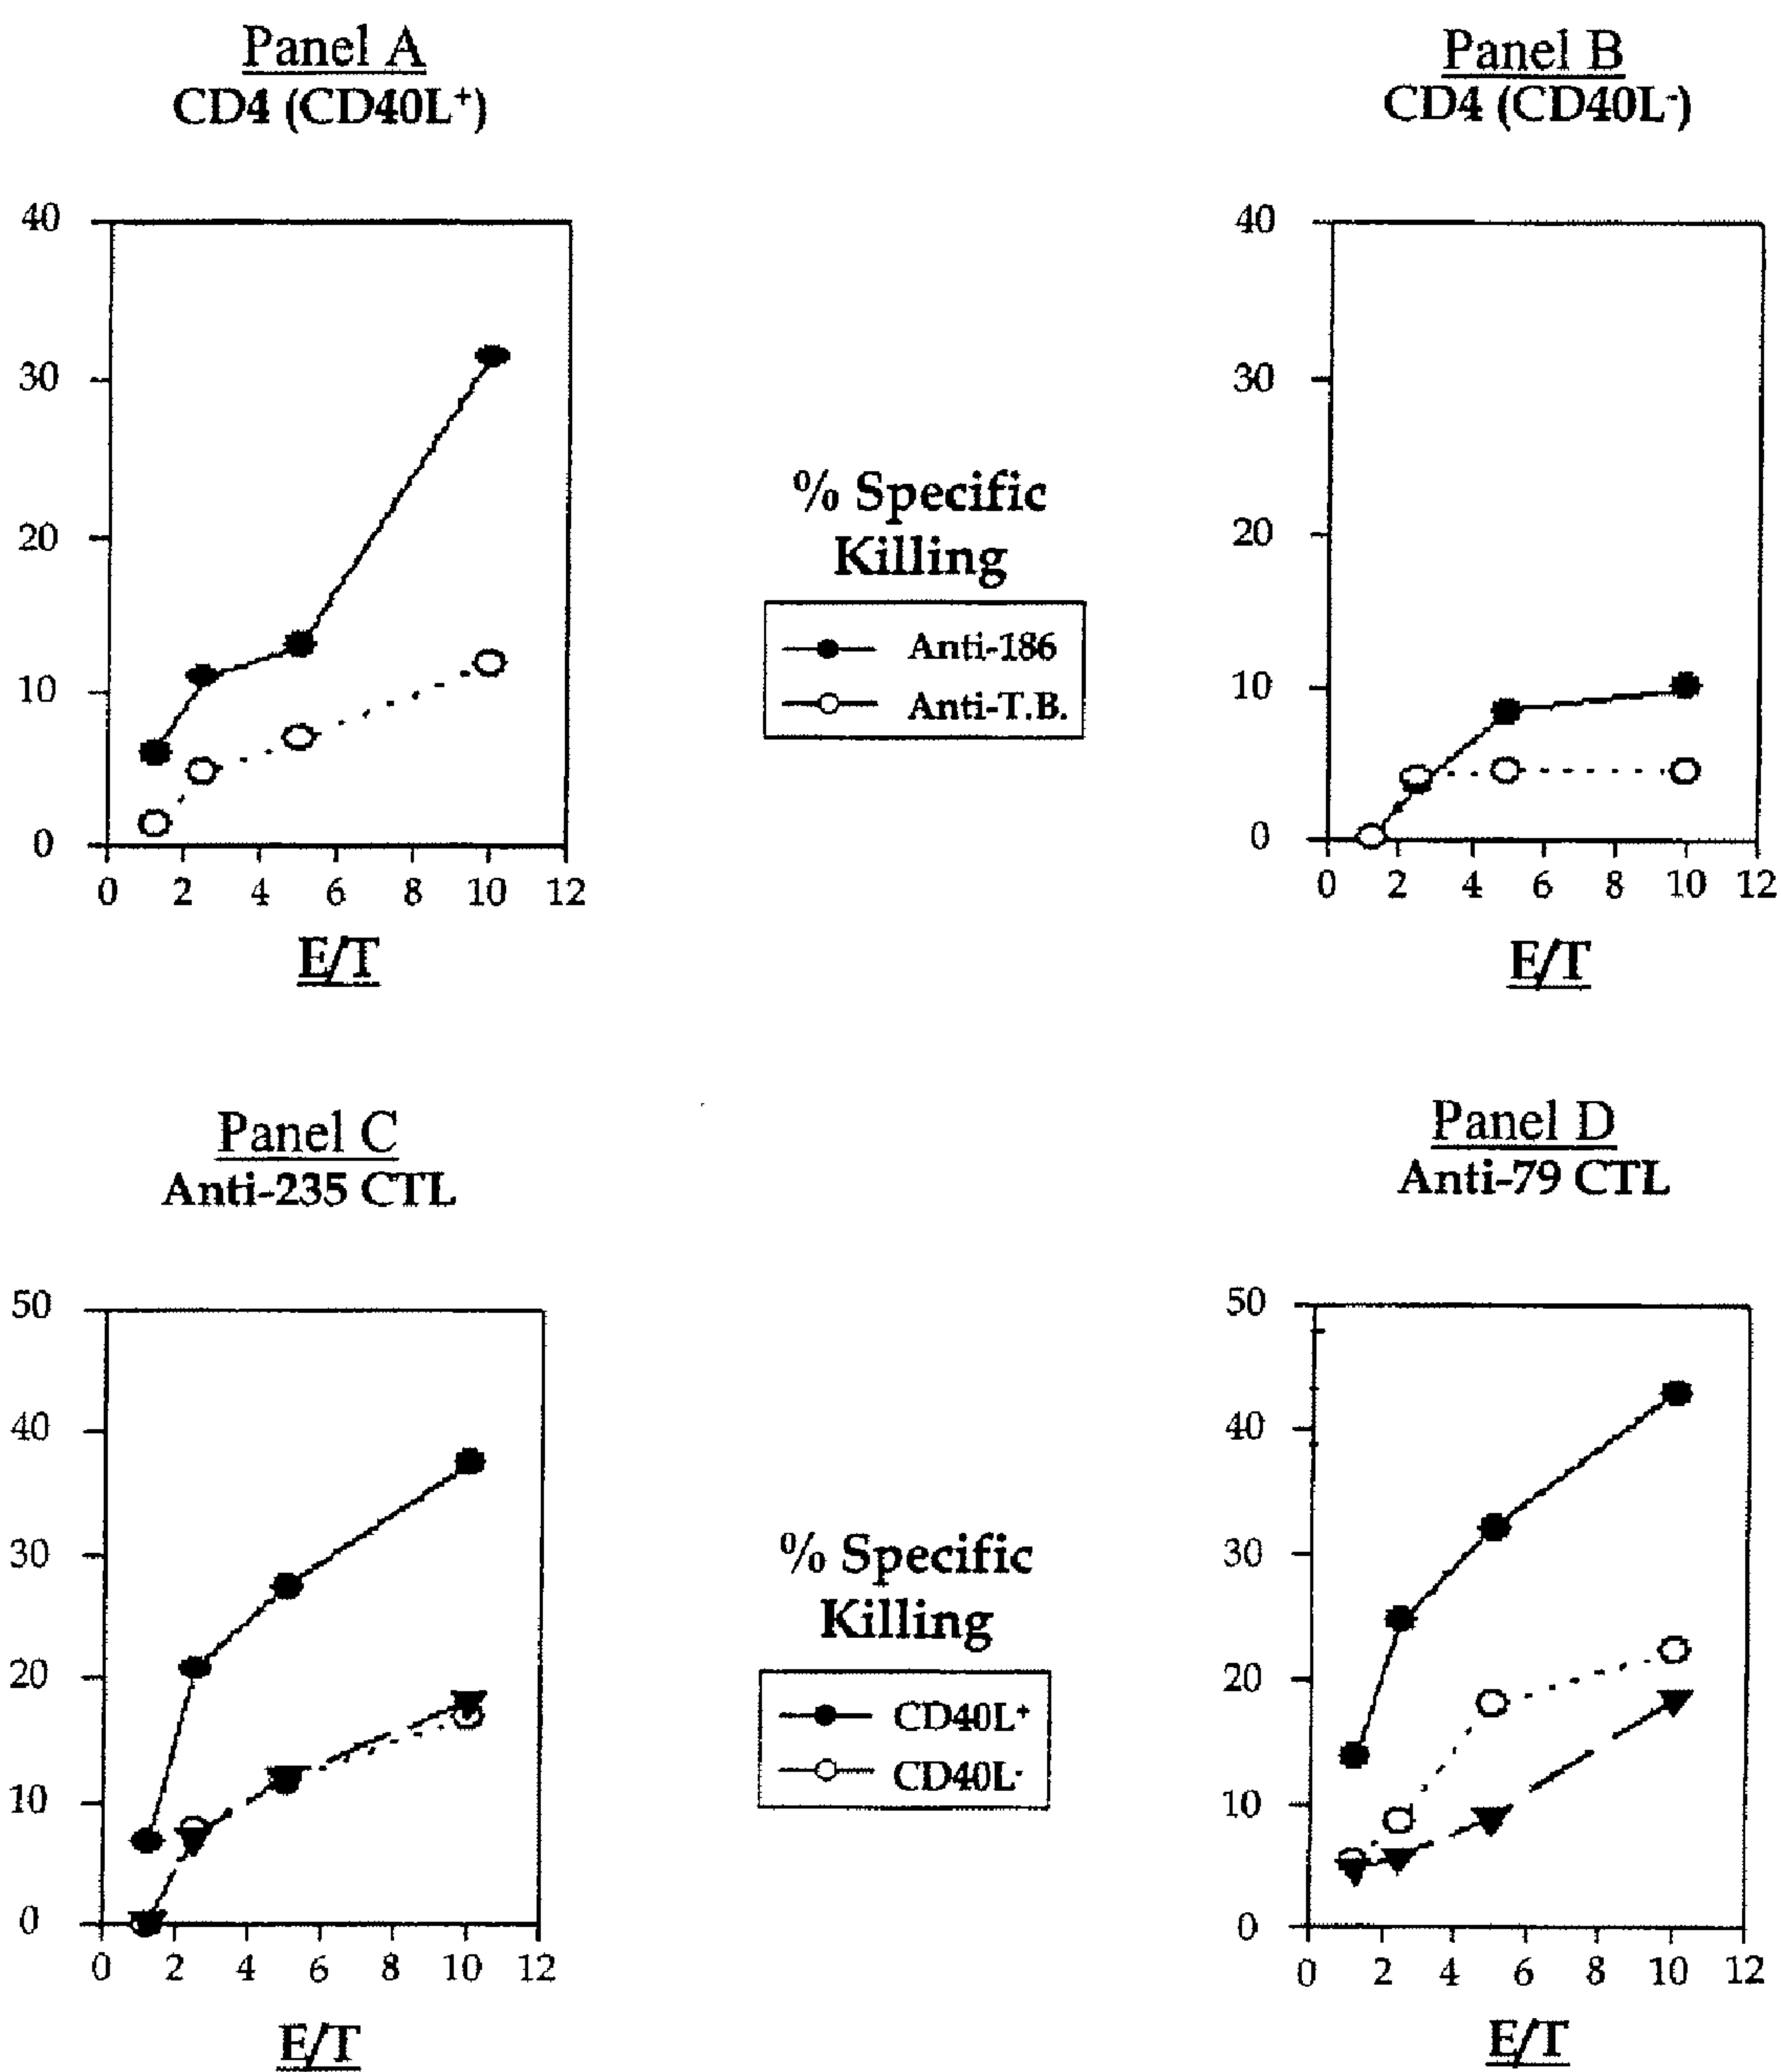 Panel A
CD4 (CD40L⁺)
40
30
20
10
0
0 2 4 6 8 10 12
E/T
% Specific
Killing
Anti-186
Anti-T.B.
Panel B
CD4 (CD40L⁻)
40
30
20
10
0
0 2 4 6 8 10 12
E/T
Panel C
Anti-235 CTL
50
40
30
20
10
0
0 2 4 6 8 10 12
E/T
% Specific
Killing
CD40L⁺
CD40L⁻
Panel D
Anti-79 CTL
50
40
30
20
10
0
0 2 4 6 8 10 12
E/T